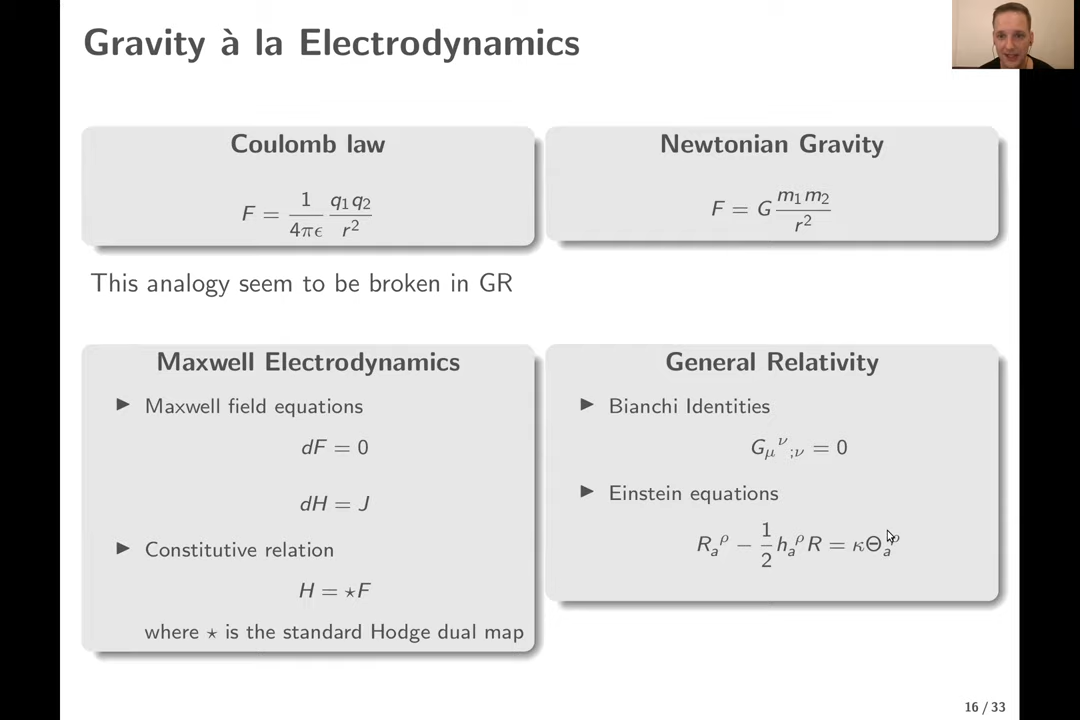 Gravity à la Electrodynamics
Coulomb law
F = 1/4πϵ q₁q₂/r²
Newtonian Gravity
F = G m₁m₂/r²
This analogy seem to be broken in GR
Maxwell Electrodynamics
▶ Maxwell field equations
dF = 0
dH = J
▶ Constitutive relation
H = ⋆F
where ⋆ is the standard Hodge dual map
General Relativity
▶ Bianchi Identities
G_μ^ν_;ν = 0
▶ Einstein equations
R_a^ρ − 1/2 h_a^ρ R = κΘ_a^ρ
16 / 33